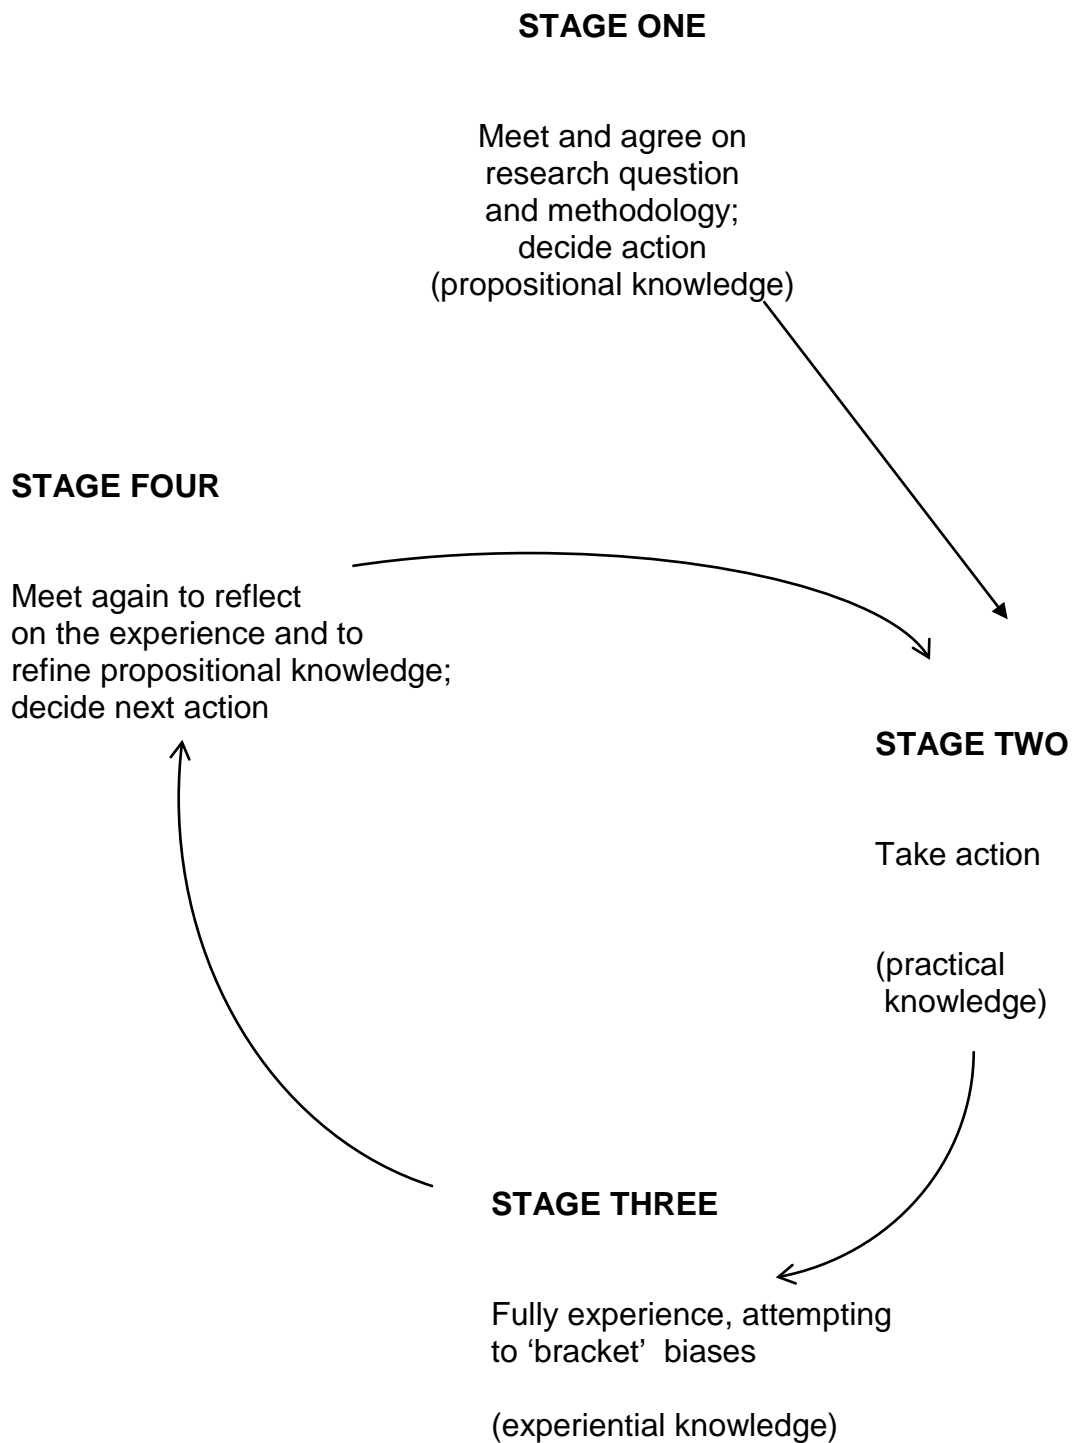 STAGE ONE
Meet and agree on
research question
and methodology;
decide action
(propositional knowledge)
STAGE FOUR
Meet again to reflect
on the experience and to
refine propositional knowledge;
decide next action
STAGE TWO
Take action
(practical
knowledge)
STAGE THREE
Fully experience, attempting
to ‘bracket’  biases
(experiential knowledge)